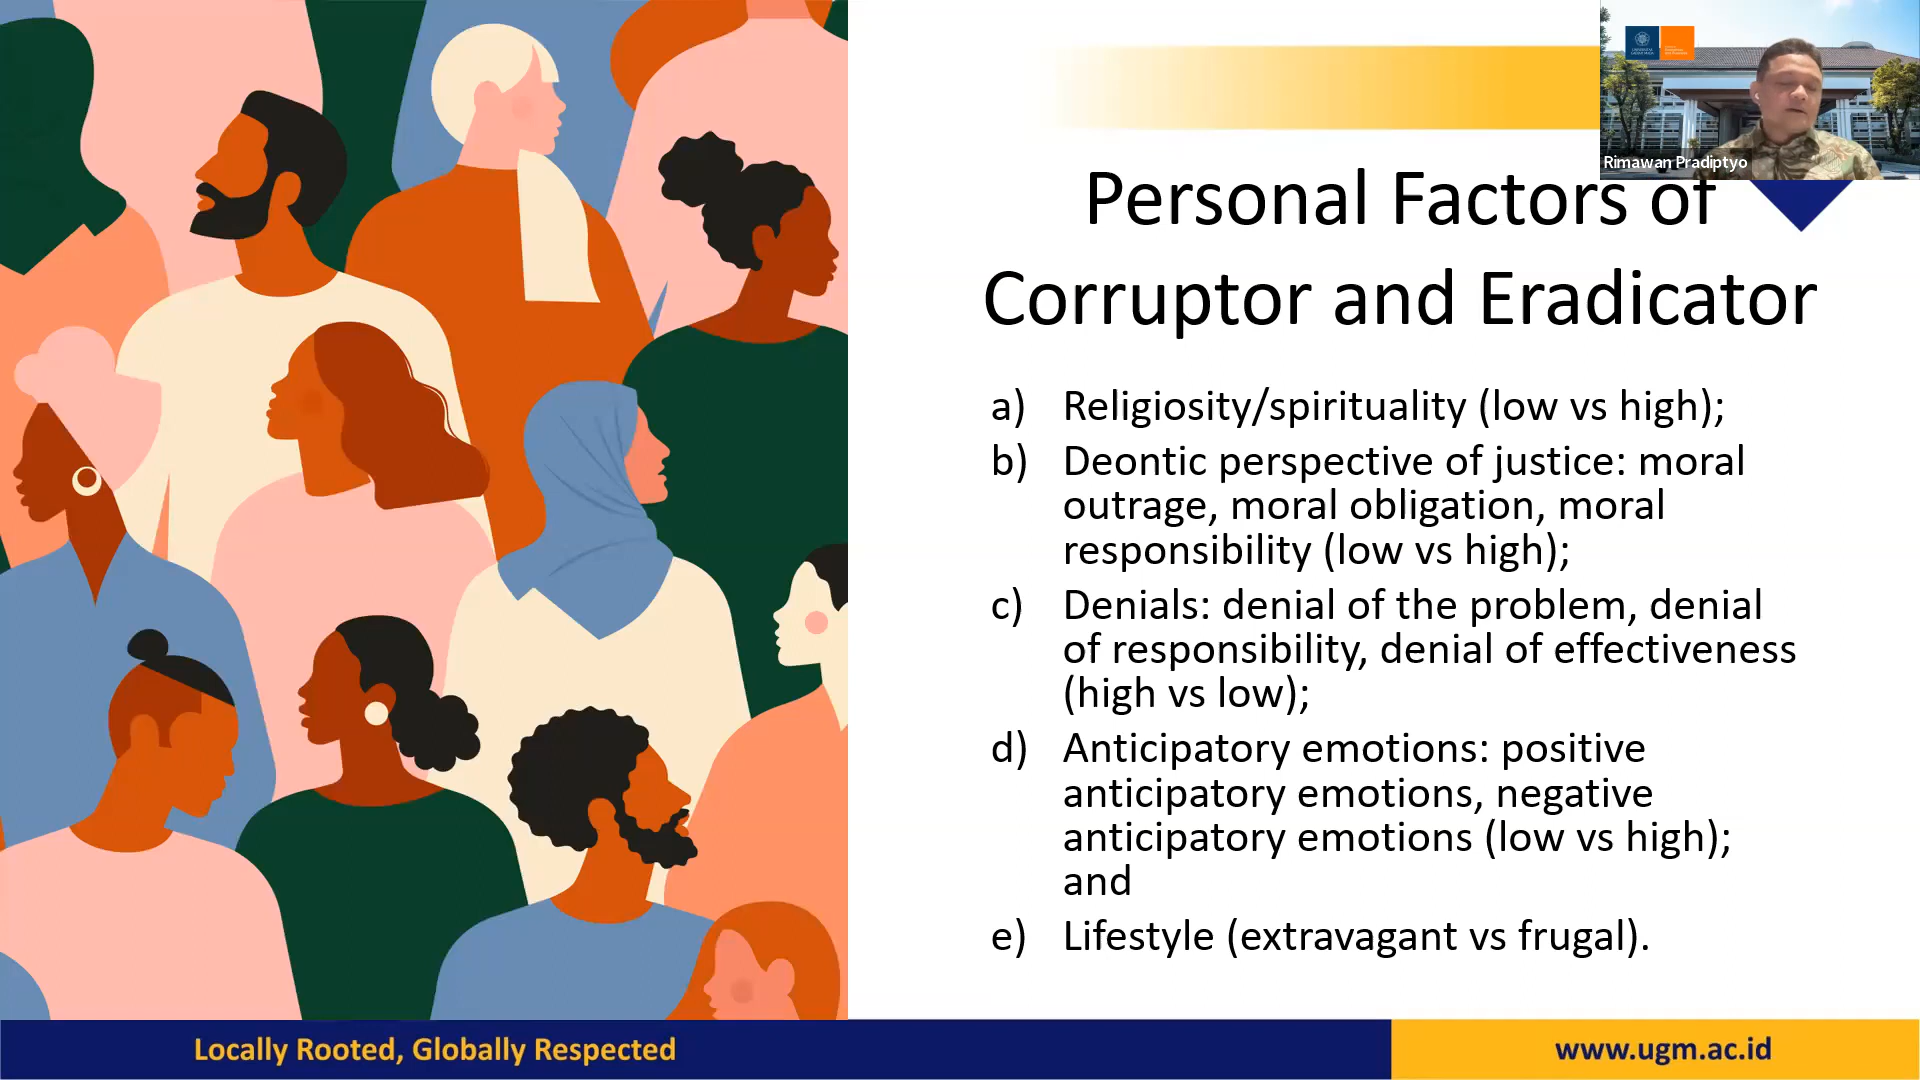 Rimawan Pradiptyo
Personal Factors of
Corruptor and Eradicator
a) Religiosity/spirituality (low vs high);
b) Deontic perspective of justice: moral
outrage, moral obligation, moral
responsibility (low vs high);
c) Denials: denial of the problem, denial
of responsibility, denial of effectiveness
(high vs low);
d) Anticipatory emotions: positive
anticipatory emotions, negative
anticipatory emotions (low vs high);
and
e) Lifestyle (extravagant vs frugal).
Locally Rooted, Globally Respected
www.ugm.ac.id